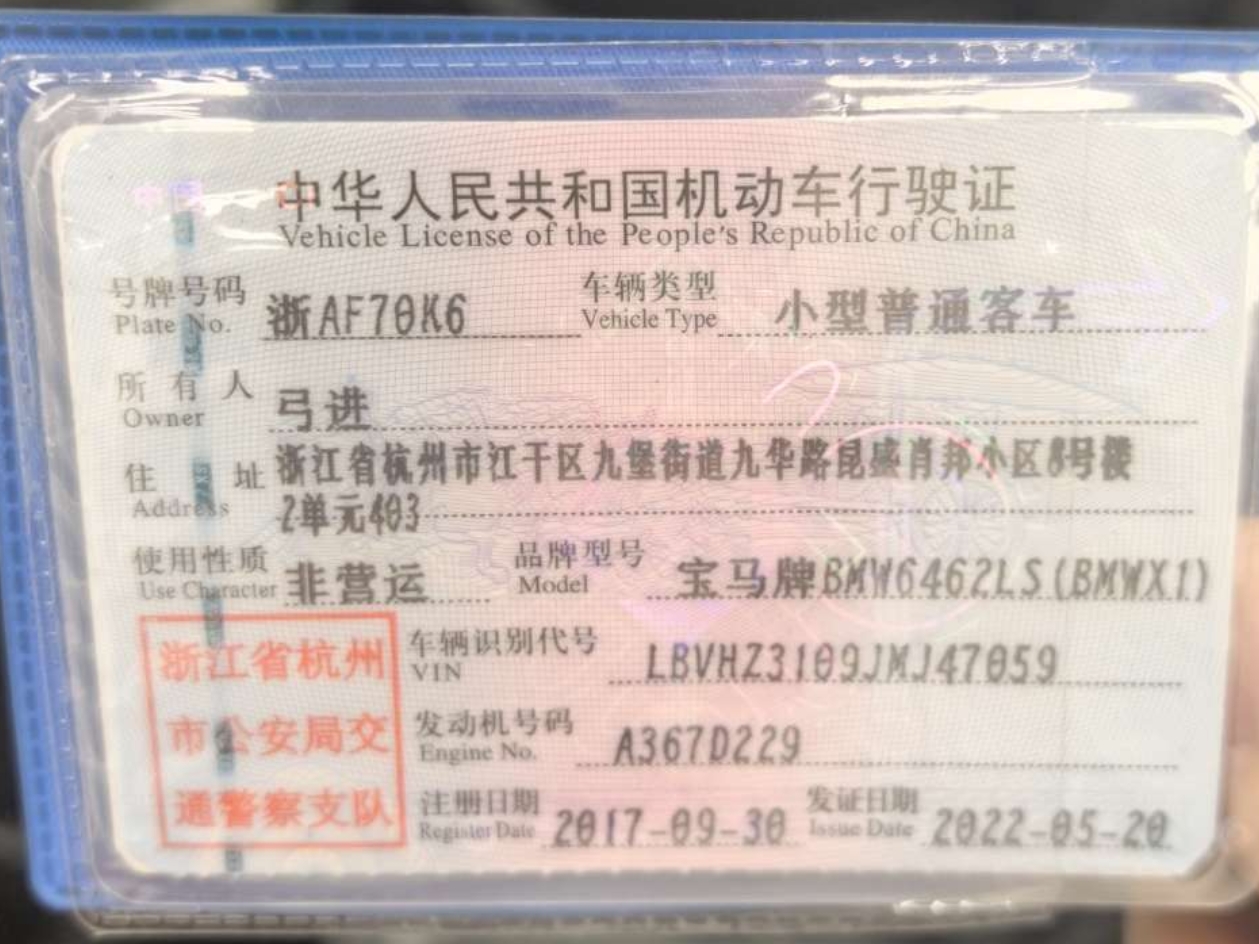 中华人民共和国机动车行驶证
Vehicle License of the People's Republic of China
号牌号码 浙AF70K6 车辆类型 小型普通客车
Plate No. Vehicle Type
所有人 弓进
Owner
住址 浙江省杭州市江干区九堡街道九华路昆盛肖邦小区8号楼
Address 2单元403
使用性质 非营运 品牌型号 宝马牌BMW6462LS(BMWX1)
Use Character Model
浙江省杭州 车辆识别代号 LBVHZ3109JMJ47059
VIN
市公安局交 发动机号码 A367D229
Engine No.
通警察支队 注册日期 2017-09-30 发证日期 2022-05-20
Register Date Issue Date